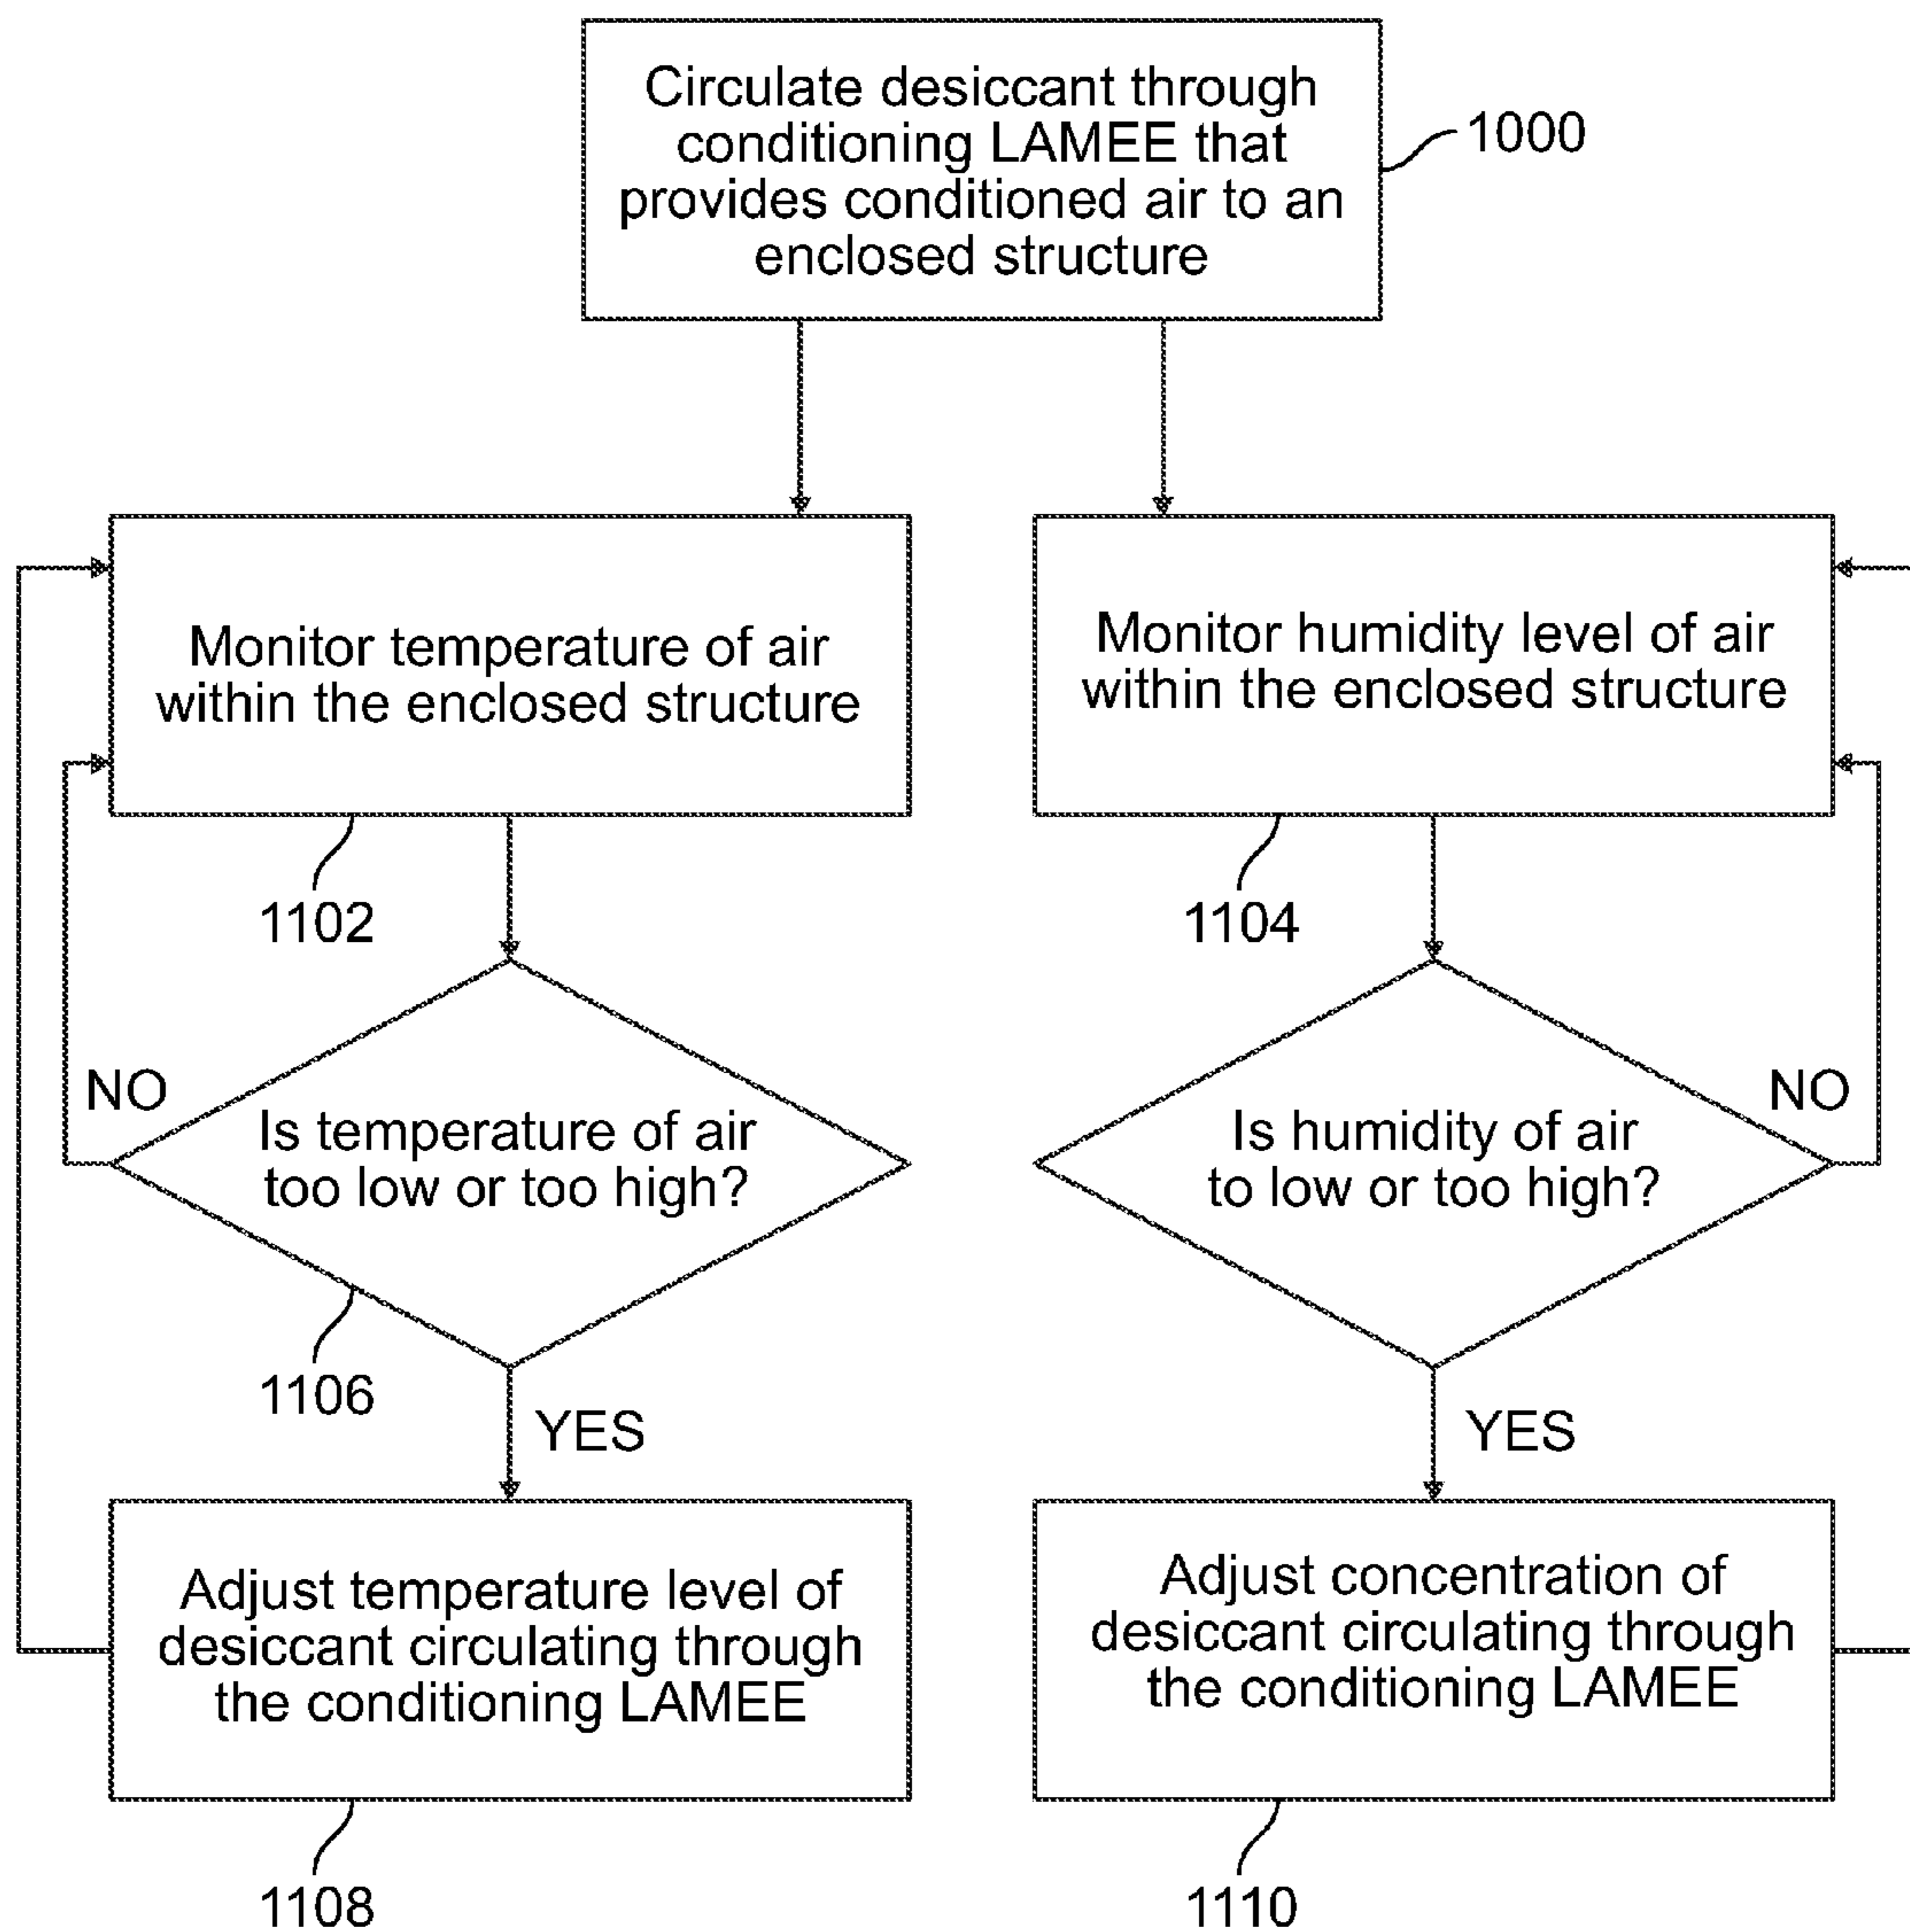 Circulate desiccant through
conditioning LAMEE that
provides conditioned air to an
enclosed structure
1000
Monitor temperature of air
within the enclosed structure
1102
Monitor humidity level of air
within the enclosed structure
1104
NO
Is temperature of air
too low or too high?
1106
YES
NO
Is humidity of air
to low or too high?
YES
Adjust temperature level of
desiccant circulating through
the conditioning LAMEE
1108
Adjust concentration of
desiccant circulating through
the conditioning LAMEE
1110